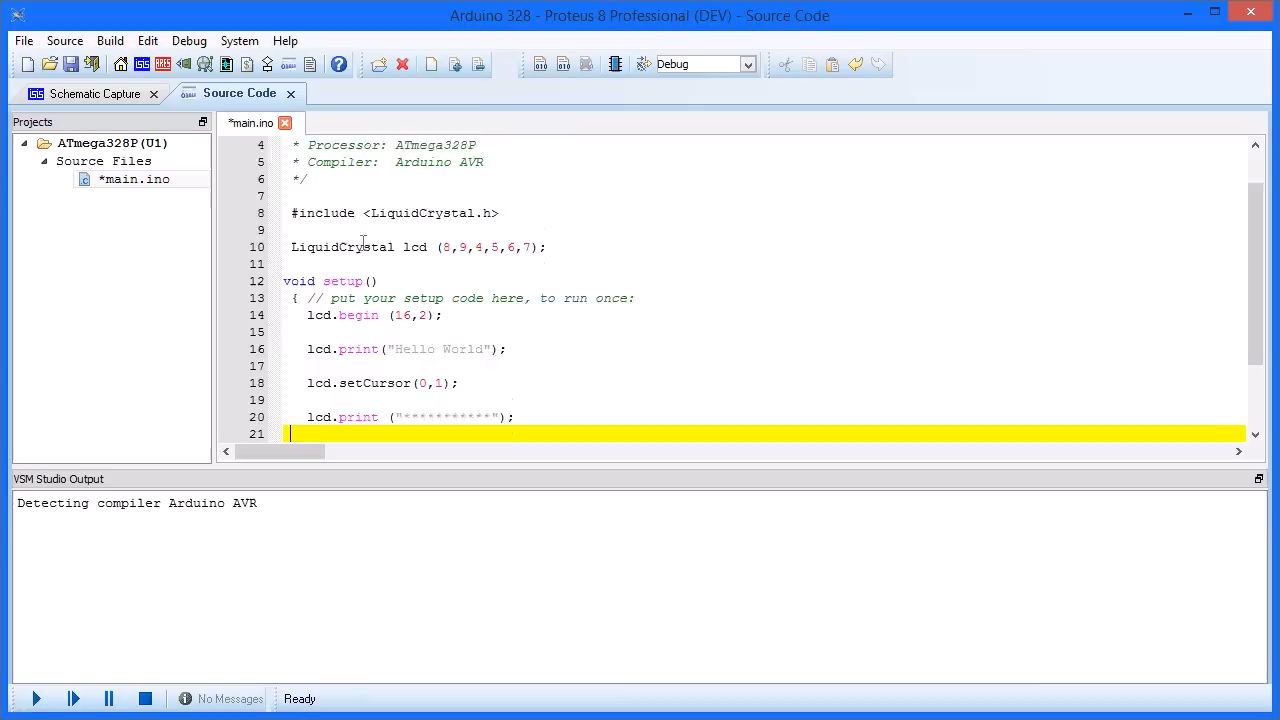 Arduino 328 - Proteus 8 Professional (DEV) - Source Code
File Source Build Edit Debug System Help
Debug
Schematic Capture Source Code
Projects
ATmega328P(U1)
Source Files
*main.ino
*main.ino
4 * Processor: ATmega328P
5 * Compiler: Arduino AVR
6 */
7
8 #include <LiquidCrystal.h>
9
10 LiquidCrystal lcd (8,9,4,5,6,7);
11
12 void setup()
13 { // put your setup code here, to run once:
14 lcd.begin (16,2);
15
16 lcd.print("Hello World");
17
18 lcd.setCursor(0,1);
19
20 lcd.print ("***********");
21
VSM Studio Output
Detecting compiler Arduino AVR
No Messages Ready